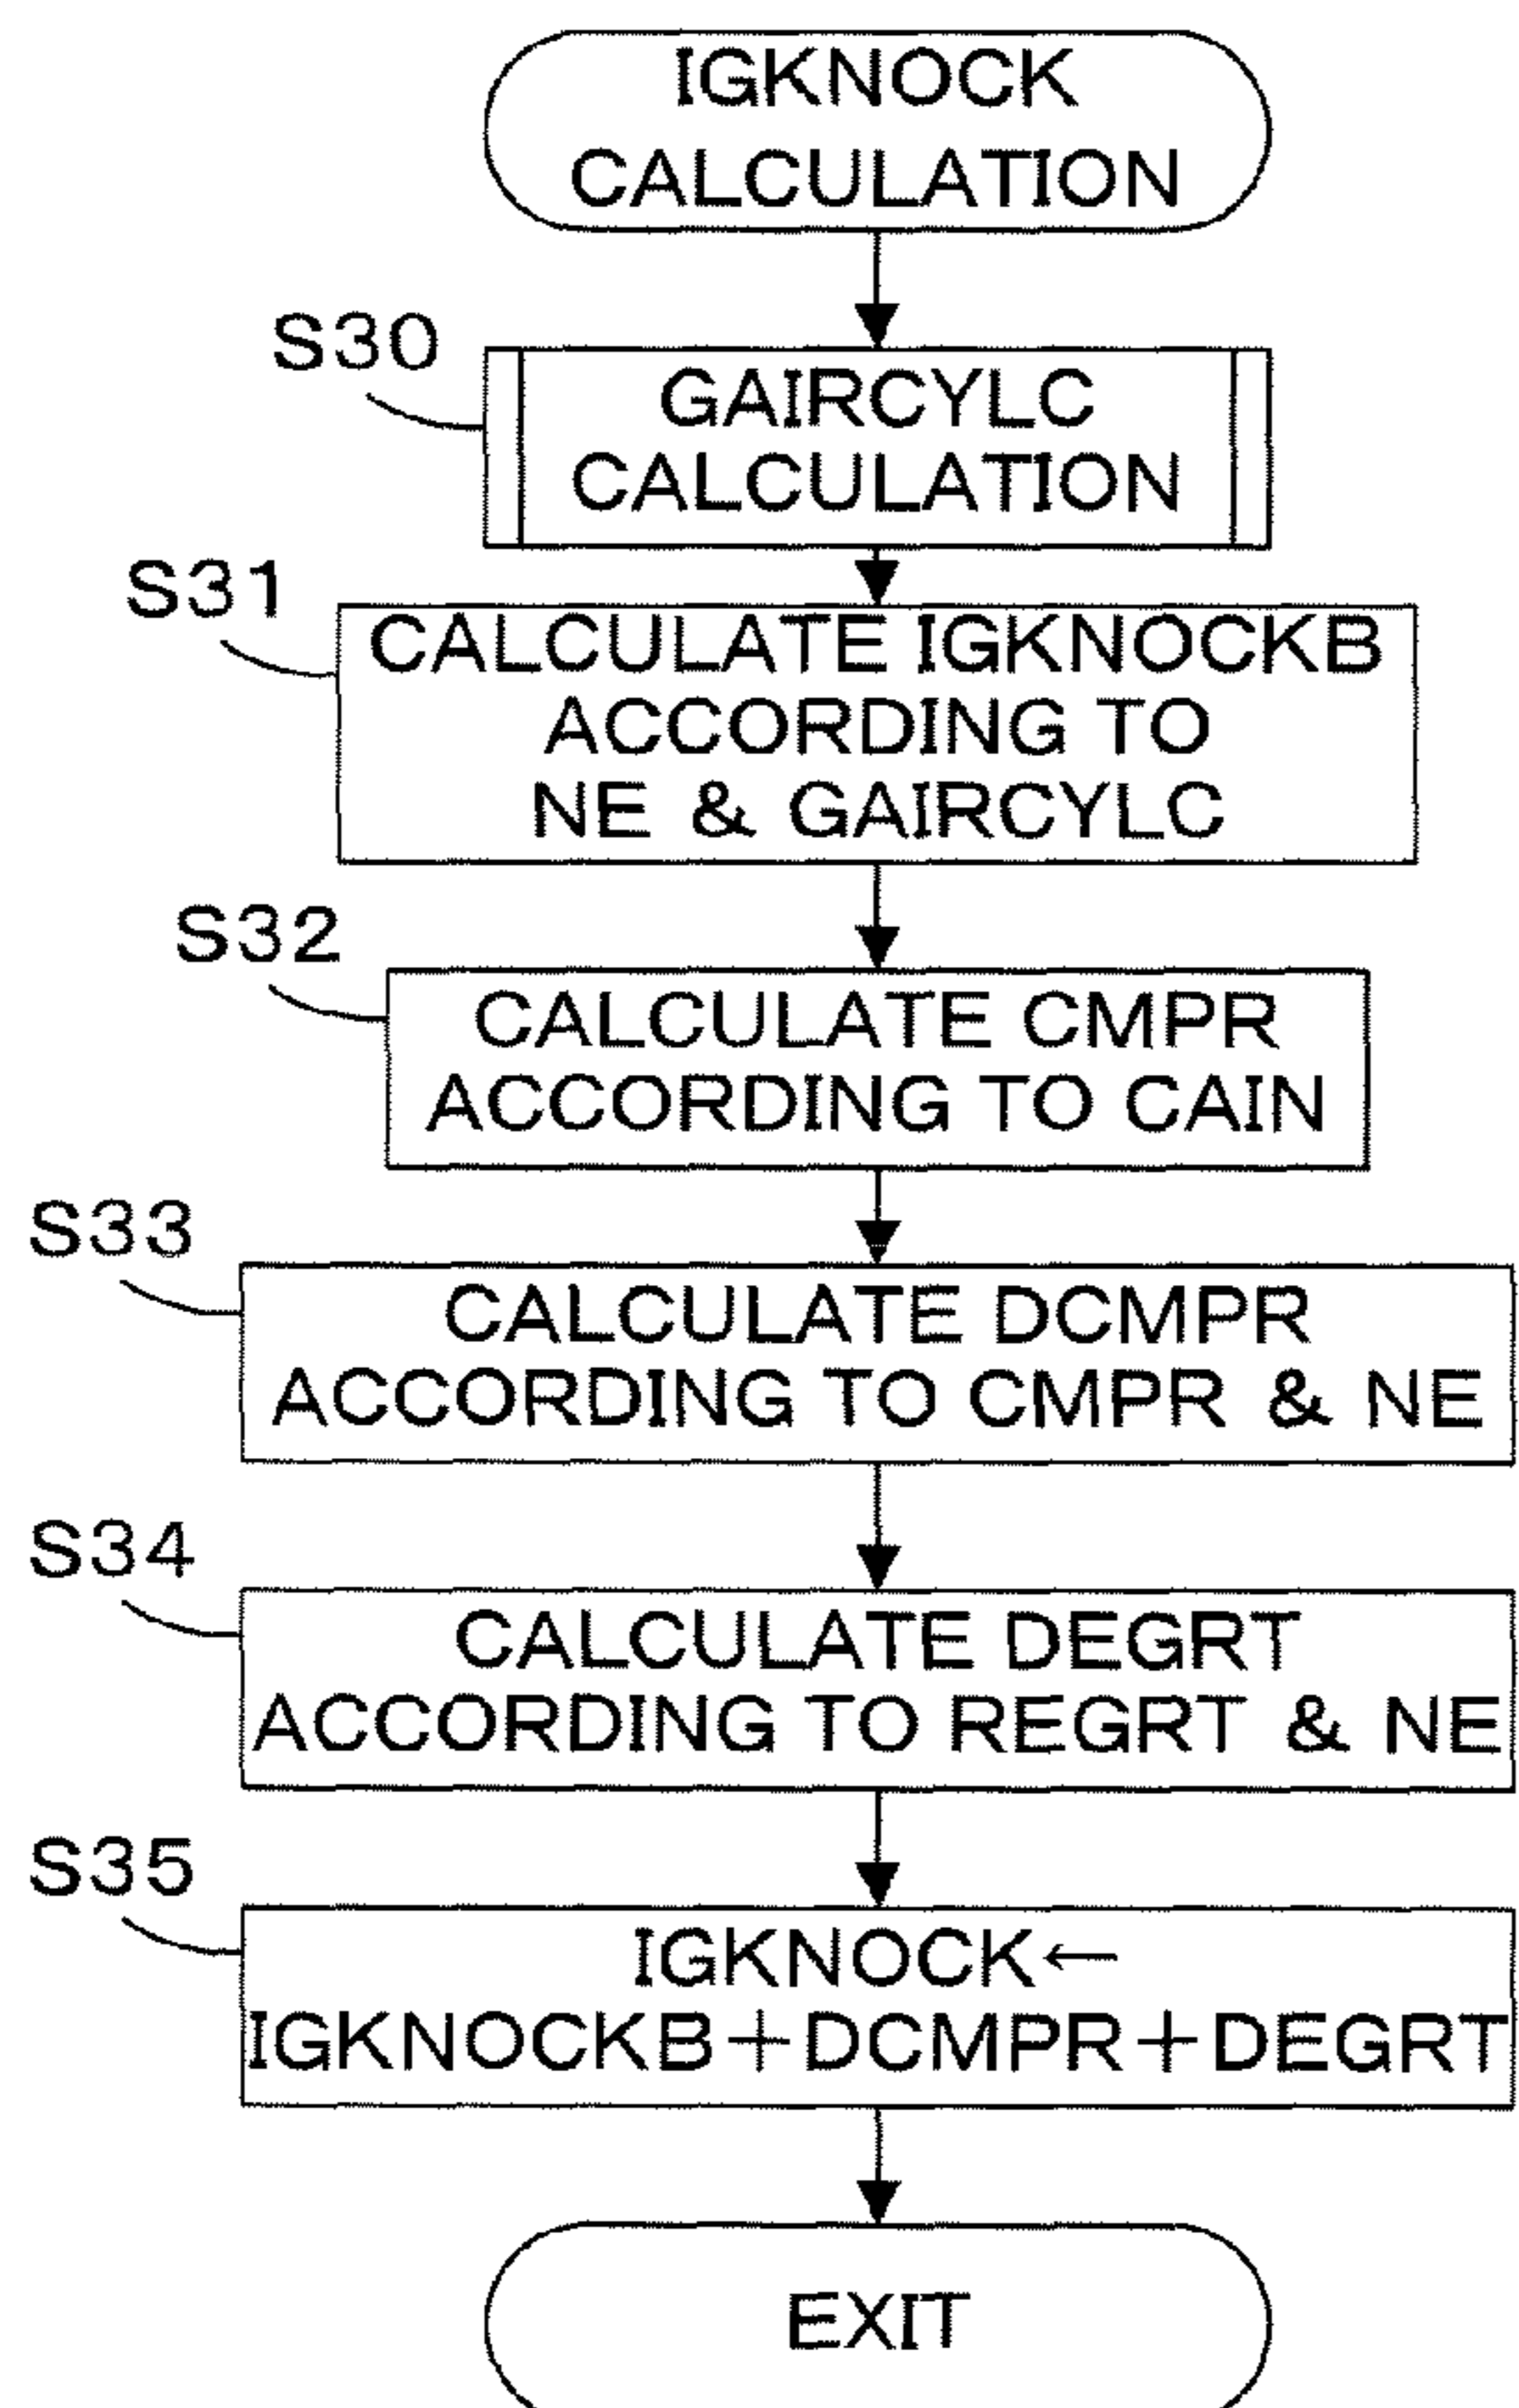 IGKNOCK
CALCULATION
S30
GAIRCYLC
CALCULATION
S31
CALCULATE IGKNOCKB
ACCORDING TO
NE & GAIRCYLC
S32
CALCULATE CMPR
ACCORDING TO CAIN
S33
CALCULATE DCMPR
ACCORDING TO CMPR & NE
S34
CALCULATE DEGRT
ACCORDING TO REGRT & NE
S35
IGKNOCK←
IGKNOCKB+DCMPR+DEGRT
EXIT